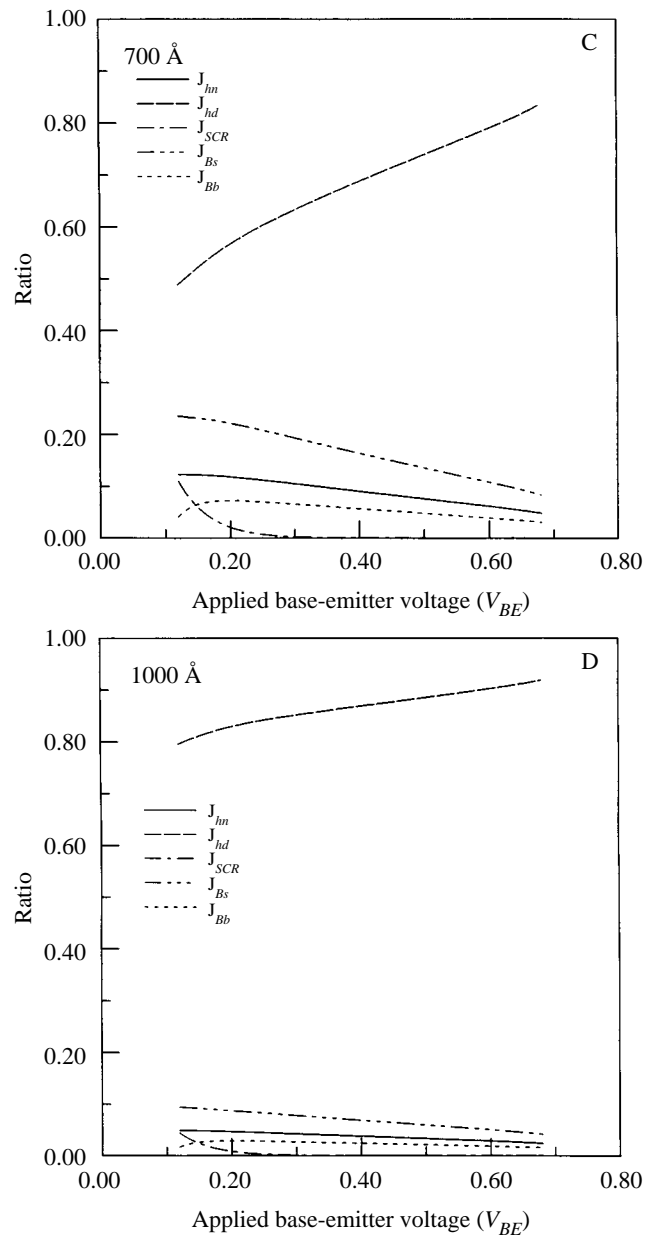 1.00
C
700 Å
J_hn
J_hd
J_SCR
J_Bs
J_Bb
0.80
0.60
0.40
0.20
0.00
Ratio
0.00 0.20 0.40 0.60 0.80
Applied base-emitter voltage (V_BE)
1.00
D
1000 Å
0.80
J_hn
J_hd
J_SCR
J_Bs
J_Bb
0.60
0.40
0.20
0.00
Ratio
0.00 0.20 0.40 0.60 0.80
Applied base-emitter voltage (V_BE)